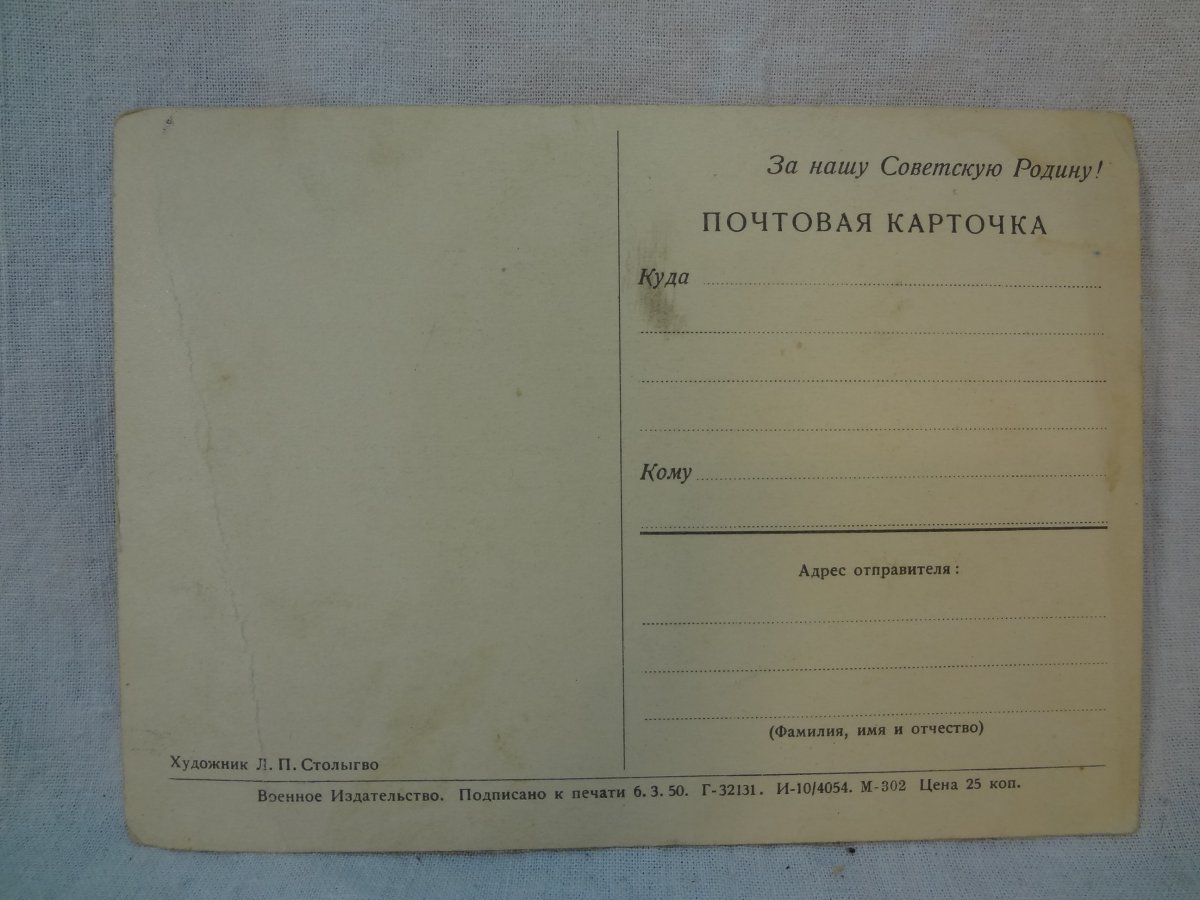 За нашу Советскую Родину!
ПОЧТОВАЯ КАРТОЧКА
Куда
Кому
Адрес отправителя:
(Фамилия, имя и отчество)
Художник Л. П. Столыгво
Военное Издательство. Подписано к печати 6. 3. 50. Г-32131. И-10/4054. М-302 Цена 25 коп.